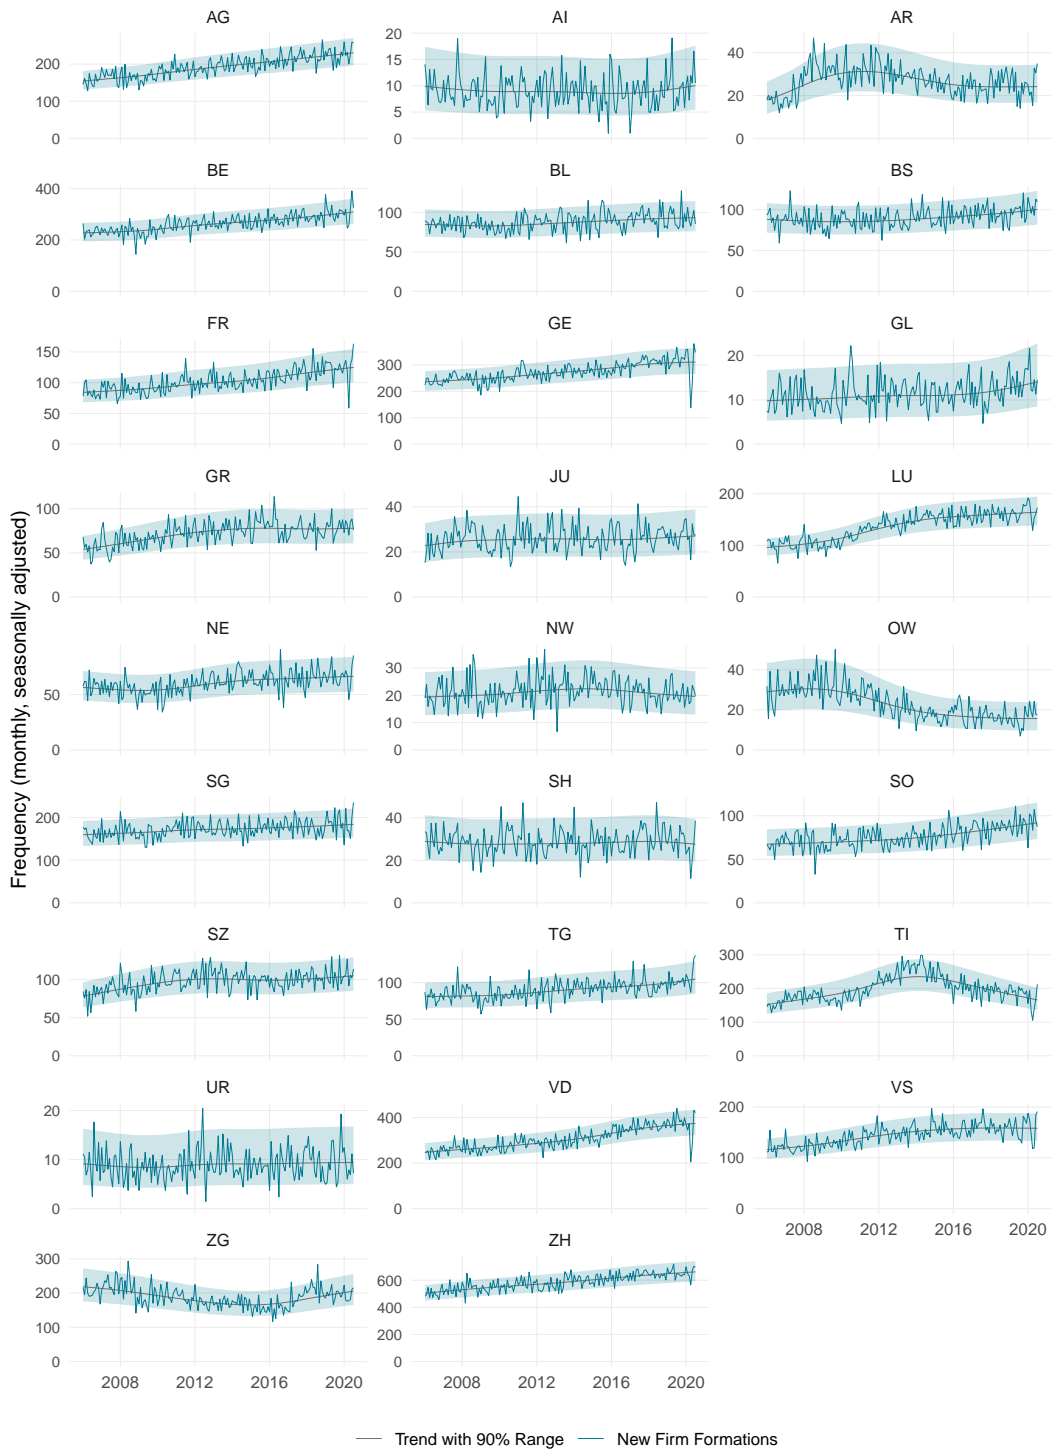 AG AI AR
200 100 0
20 15 10 5 0
40 20 0
BE BL BS
400 200 0
100 50 0
100 50 0
FR GE GL
150 100 50 0
300 200 100 0
20 10 0
GR JU LU
100 50 0
40 20 0
200 100 0
NE NW OW
50 0
30 20 10 0
40 20 0
SG SH SO
200 100 0
40 20 0
100 50 0
SZ TG TI
100 50 0
100 50 0
300 200 100 0
UR VD VS
20 10 0
400 200 0
200 100 0
2008 2012 2016 2020
ZG ZH
300 200 100 0
600 400 200 0
2008 2012 2016 2020
2008 2012 2016 2020
Frequency (monthly, seasonally adjusted)
Trend with 90% Range New Firm Formations